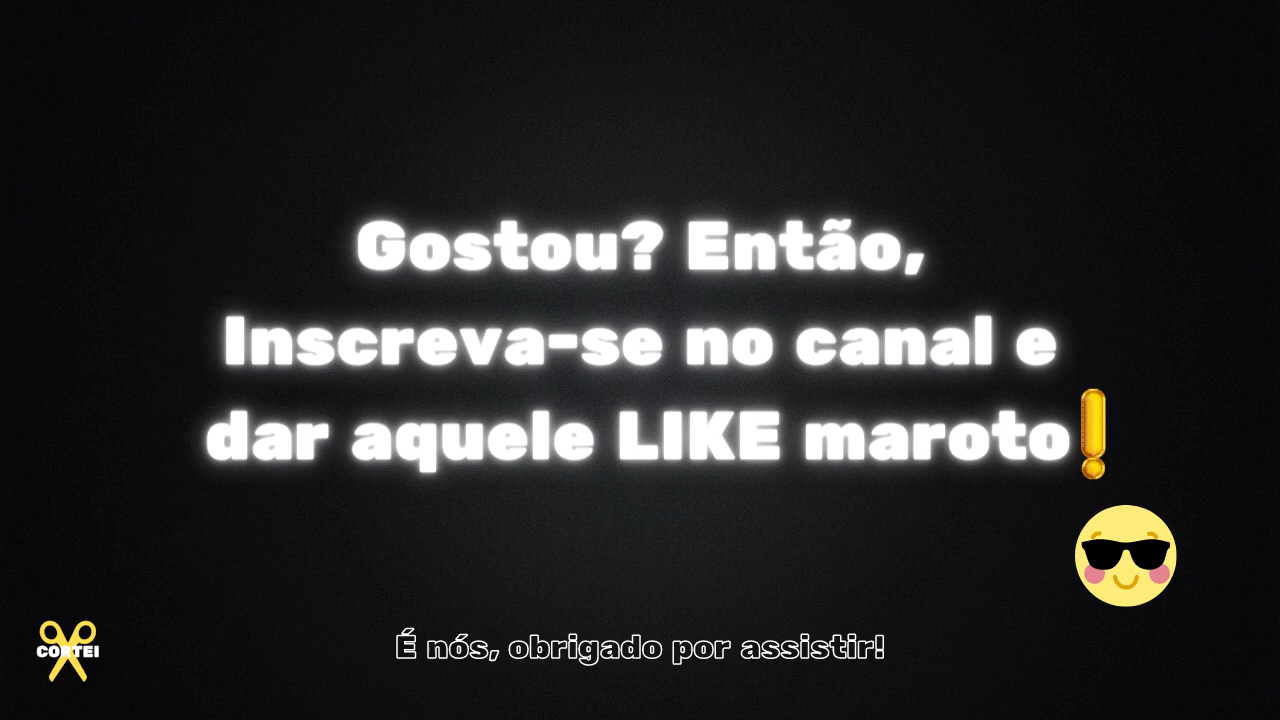 Gostou? Então,
Inscreva-se no canal e
dar aquele LIKE maroto!
CORTEI
É nós, obrigado por assistir!